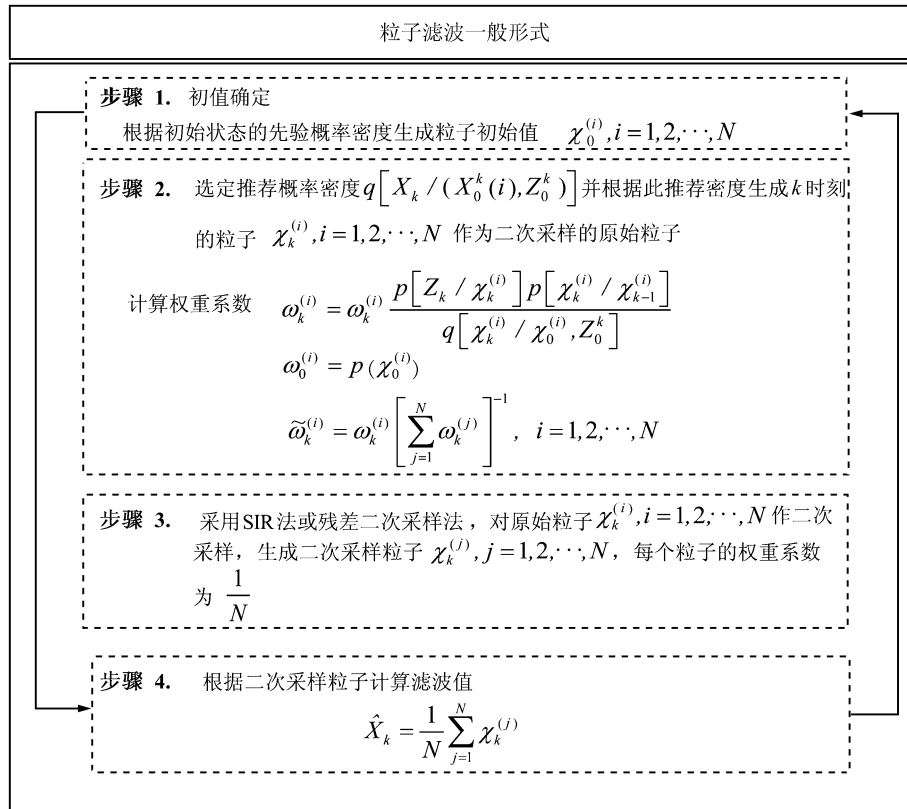 粒子滤波一般形式
步骤 1. 初值确定
根据初始状态的先验概率密度生成粒子初始值 χ_0^{(i)}, i = 1, 2, ···, N
步骤 2. 选定推荐概率密度 q[X_k / (X_0^k(i), Z_0^k)] 并根据此推荐密度生成 k 时刻
的粒子 χ_k^{(i)}, i = 1, 2, ···, N 作为二次采样的原始粒子
计算权重系数 ω_k^{(i)} = ω_k^{(i)} \frac{p[Z_k / χ_k^{(i)}] p[χ_k^{(i)} / χ_{k-1}^{(i)}]}{q[χ_k^{(i)} / χ_0^{(i)}, Z_0^k]}
ω_0^{(i)} = p(χ_0^{(i)})
\tilde{ω}_k^{(i)} = ω_k^{(i)} [\sum_{j=1}^{N} ω_k^{(j)}]^{-1}, i = 1, 2, ···, N
步骤 3. 采用SIR法或残差二次采样法，对原始粒子 χ_k^{(i)}, i = 1, 2, ···, N 作二次
采样，生成二次采样粒子 χ_k^{(j)}, j = 1, 2, ···, N，每个粒子的权重系数
为 \frac{1}{N}
步骤 4. 根据二次采样粒子计算滤波值
\hat{X}_k = \frac{1}{N} \sum_{j=1}^{N} χ_k^{(j)}